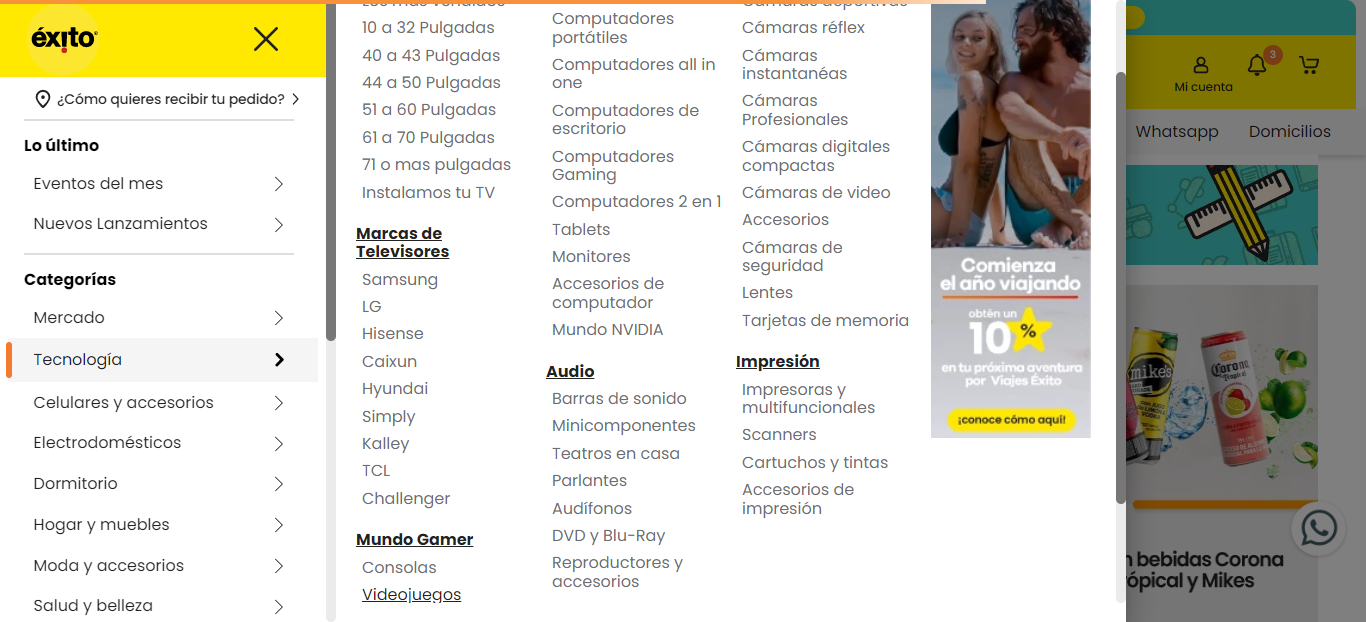 éxito
¿Cómo quieres recibir tu pedido?
Lo último
Eventos del mes
Nuevos Lanzamientos
Categorías
Mercado
Tecnología
Celulares y accesorios
Electrodomésticos
Dormitorio
Hogar y muebles
Moda y accesorios
Salud y belleza
10 a 32 Pulgadas
40 a 43 Pulgadas
44 a 50 Pulgadas
51 a 60 Pulgadas
61 a 70 Pulgadas
71 o mas pulgadas
Instalamos tu TV
Marcas de
Televisores
Samsung
LG
Hisense
Caixun
Hyundai
Simply
Kalley
TCL
Challenger
Mundo Gamer
Consolas
Videojuegos
Computadores
portátiles
Computadores all in
one
Computadores de
escritorio
Computadores
Gaming
Computadores 2 en 1
Tablets
Monitores
Accesorios de
computador
Mundo NVIDIA
Audio
Barras de sonido
Minicomponentes
Teatros en casa
Parlantes
Audífonos
DVD y Blu-Ray
Reproductores y
accesorios
Cámaras deportivas
Cámaras réflex
Cámaras
instantanéas
Cámaras
Profesionales
Cámaras digitales
compactas
Cámaras de video
Accesorios
Cámaras de
seguridad
Lentes
Tarjetas de memoria
Impresión
Impresoras y
multifuncionales
Scanners
Cartuchos y tintas
Accesorios de
impresión
Comienza
el año viajando
obtén un
10%
en tu próxima aventura
por Viajes Éxito
¡conoce cómo aquí!
3
Mi cuenta
Whatsapp
Domicilios
mike's
Corona
Tropical
n bebidas Corona
rópical y Mikes